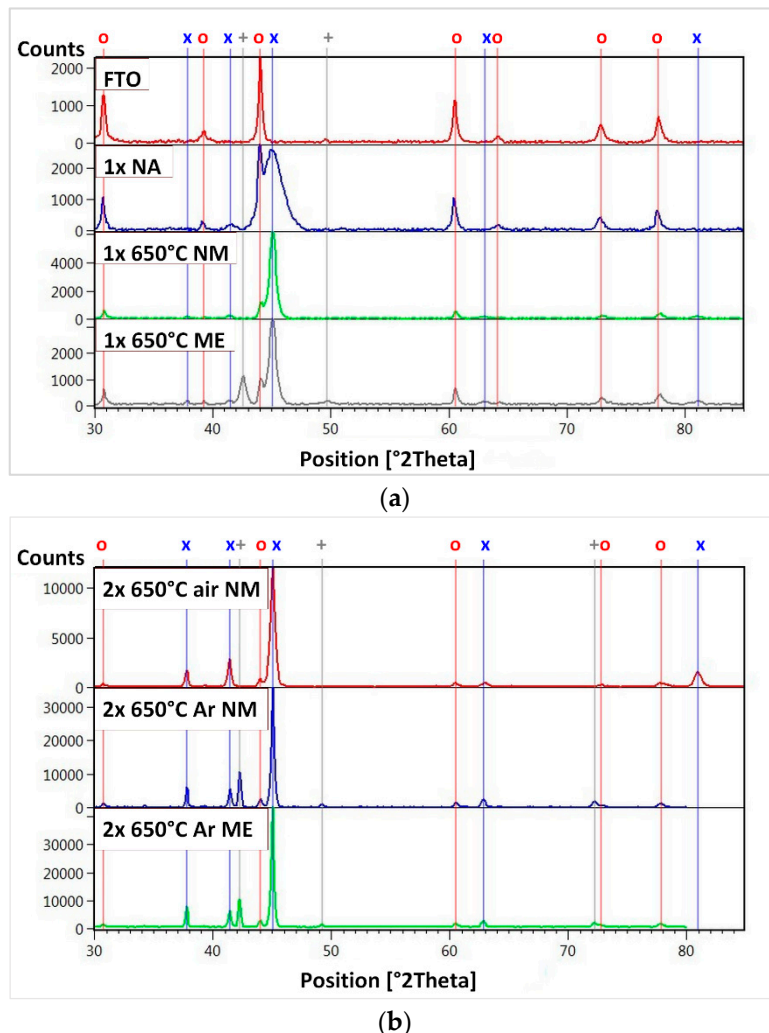 o x o x + o x + o x o o o x
Counts
2000
1000
0
FTO
2000
1000
0
1x NA
4000
2000
0
1x 650°C NM
2000
1000
0
1x 650°C ME
30 40 50 60 70 80
Position [°2Theta]
(a)
o x x + o x + o x + o o x
Counts
10000
5000
0
2x 650°C air NM
30000
20000
10000
0
2x 650°C Ar NM
30000
20000
10000
0
2x 650°C Ar ME
30 40 50 60 70 80
Position [°2Theta]
(b)